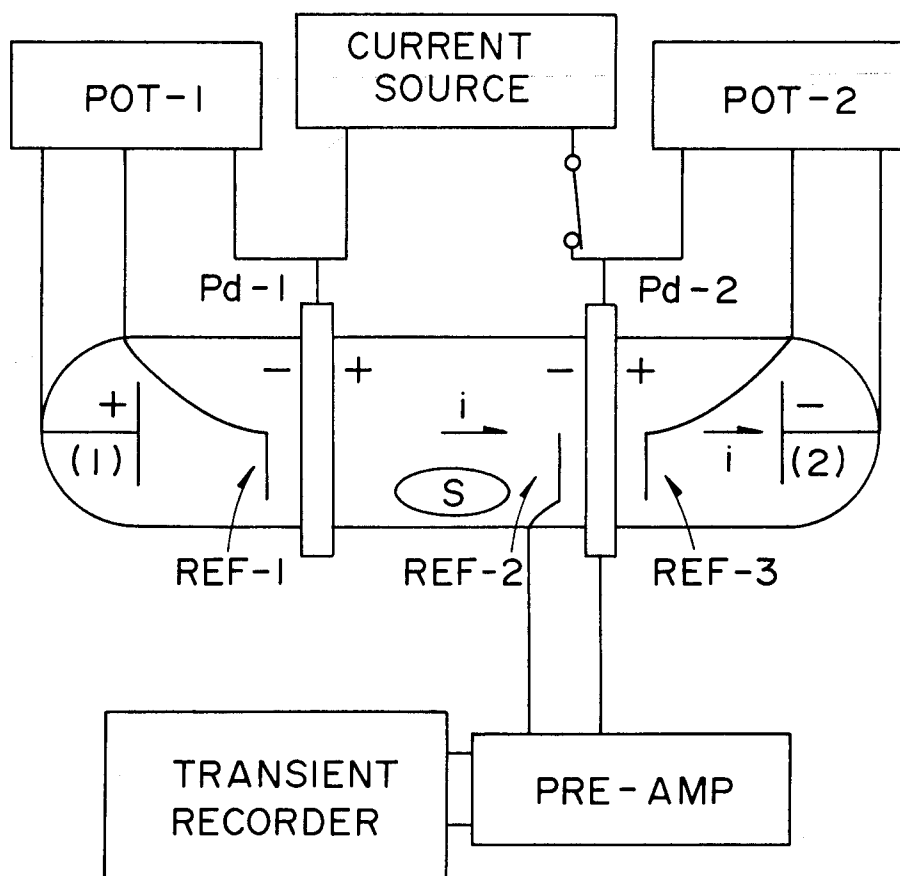 CURRENT
SOURCE
POT-1
POT-2
Pd-1
Pd-2
- +
- +
+
(1)
i
S
i
-
(2)
REF-1
REF-2
REF-3
TRANSIENT
RECORDER
PRE-AMP